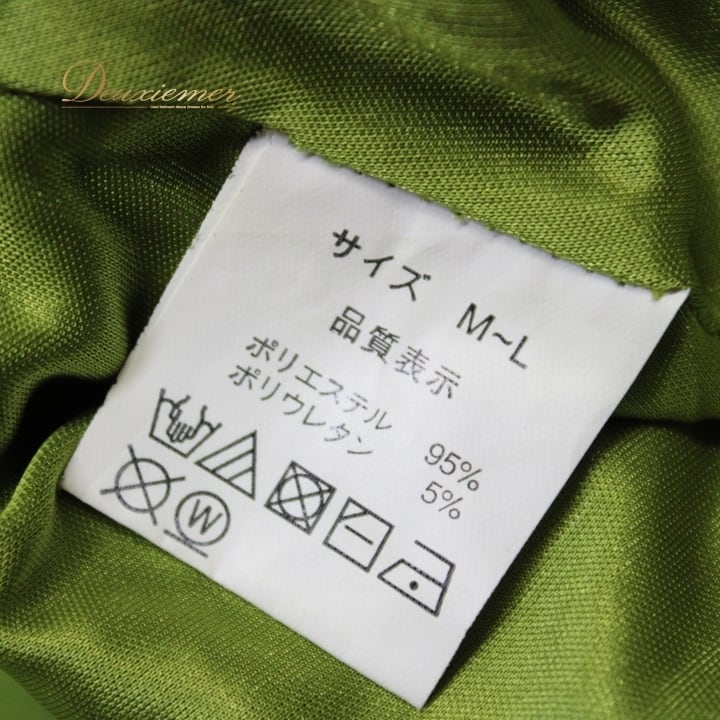 Deuxiemer
サイズ M~L
品質表示
ポリエステル 95%
ポリウレタン 5%
W